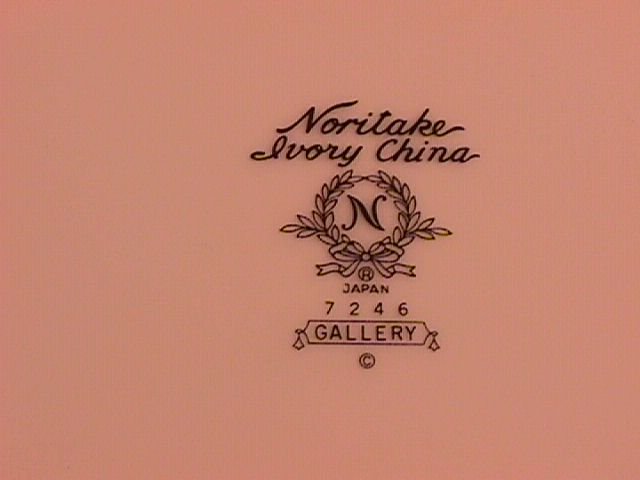 Noritake
Ivory China
N
®
JAPAN
7246
GALLERY
©